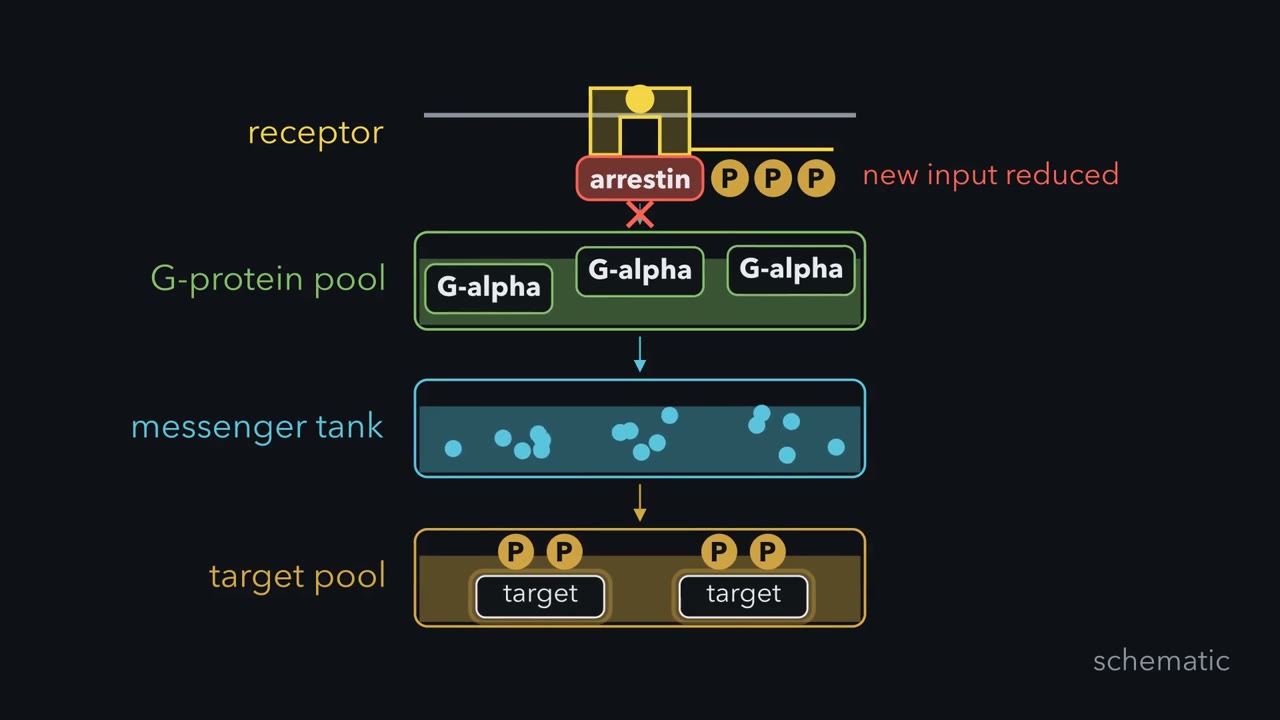 receptor
arrestin P P P new input reduced
G-protein pool
G-alpha G-alpha G-alpha
messenger tank
P P P P
target pool
target target
schematic